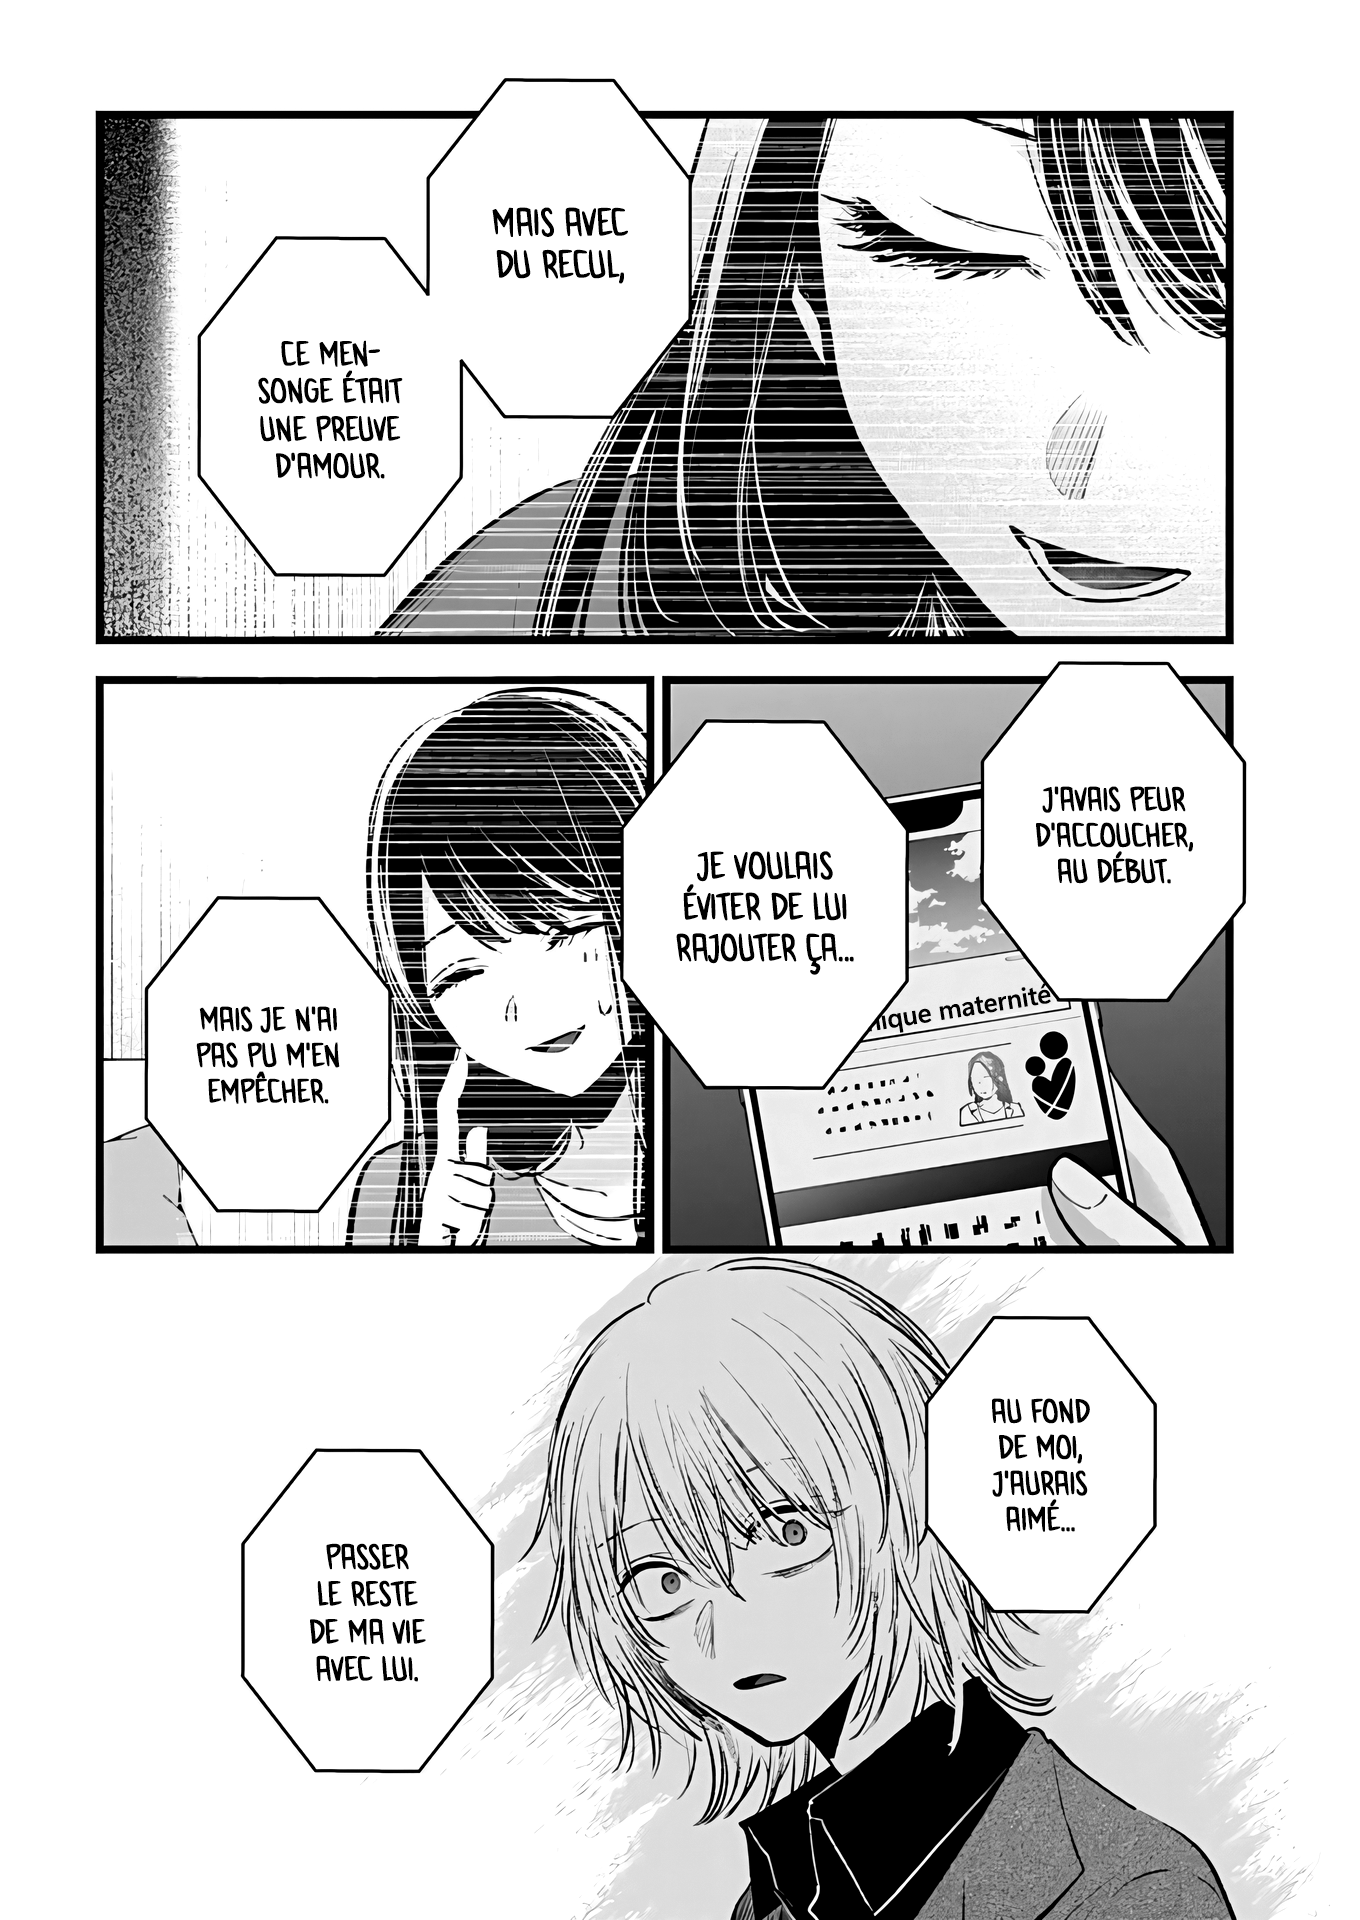 MAIS AVEC
DU RECUL,
CE MEN-
SONGE ÉTAIT
UNE PREUVE
D'AMOUR.
J'AVAIS PEUR
D'ACCOUCHER,
AU DÉBUT.
JE VOULAIS
ÉVITER DE LUI
RAJOUTER ÇA...
nique maternité
MAIS JE N'AI
PAS PU M'EN
EMPÊCHER.
AU FOND
DE MOI,
J'AURAIS
AIMÉ...
PASSER
LE RESTE
DE MA VIE
AVEC LUI.